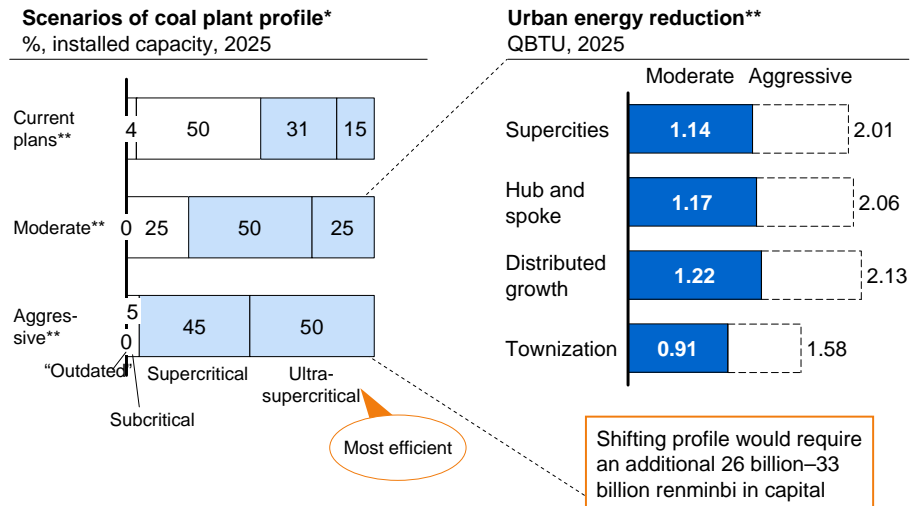 Scenarios of coal plant profile*
%, installed capacity, 2025
Current
plans**
4
50
31
15
Moderate**
0
25
50
25
Aggres-
sive**
5
0
45
50
“Outdated”
Subcritical
Supercritical
Ultra-
supercritical
Most efficient
Urban energy reduction**
QBTU, 2025
Moderate
Aggressive
Supercities
1.14
2.01
Hub and
spoke
1.17
2.06
Distributed
growth
1.22
2.13
Townization
0.91
1.58
Shifting profile would require
an additional 26 billion–33
billion renminbi in capital